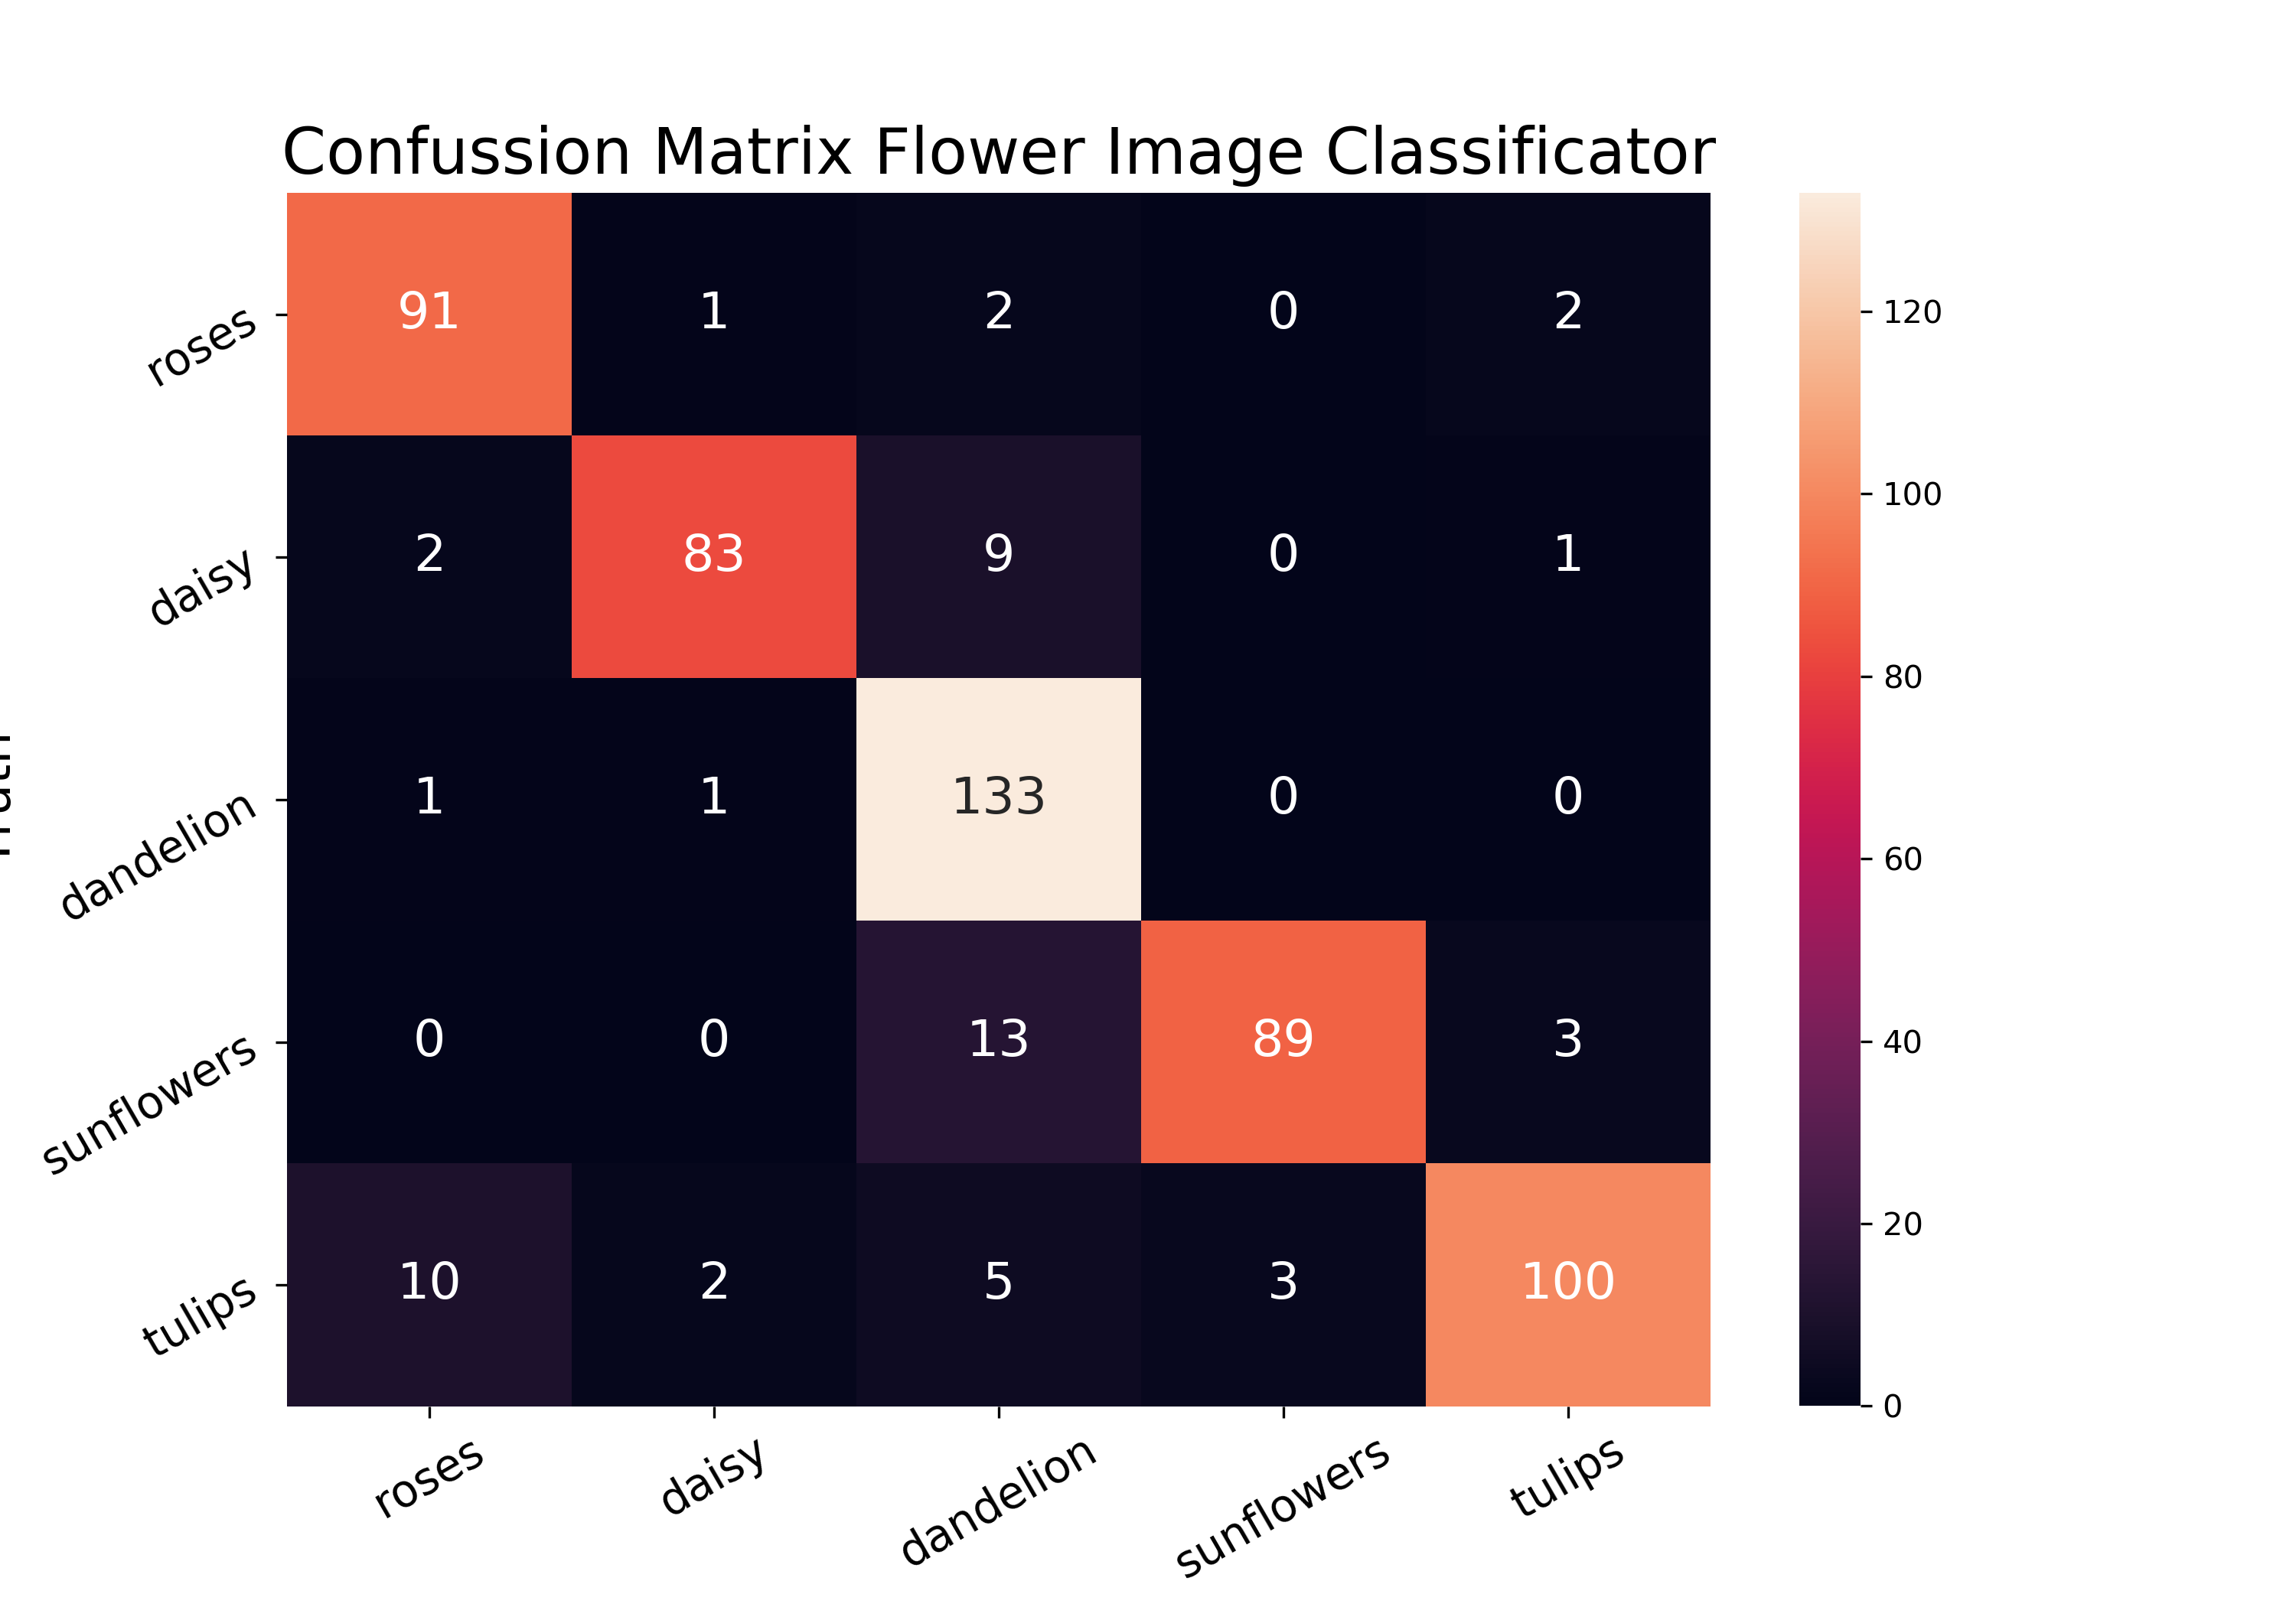 Confussion Matrix Flower Image Classificator
roses 91 1 2 0 2
daisy 2 83 9 0 1
dandelion 1 1 133 0 0
sunflowers 0 0 13 89 3
tulips 10 2 5 3 100
roses daisy dandelion sunflowers tulips
120
100
80
60
40
20
0